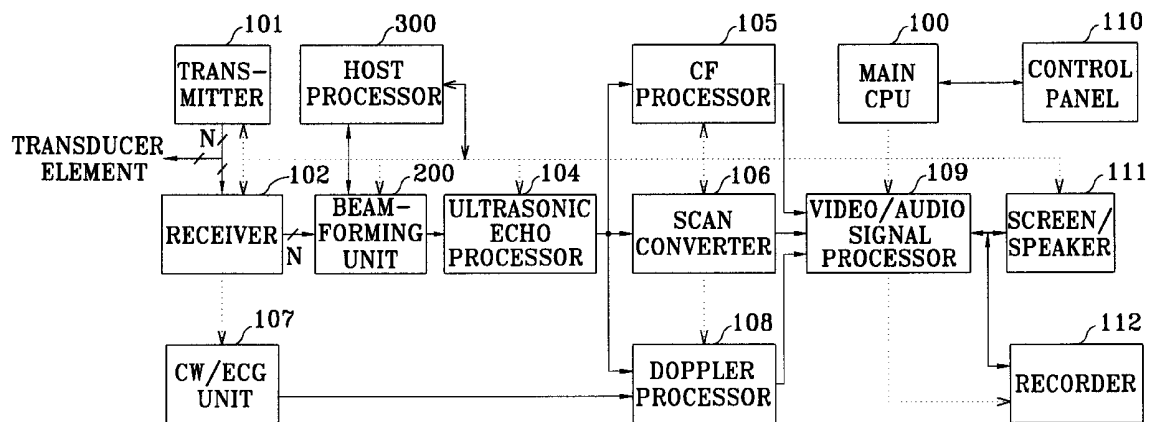 101
TRANS-
MITTER
300
HOST
PROCESSOR
105
CF
PROCESSOR
100
MAIN
CPU
110
CONTROL
PANEL
N
TRANSDUCER
ELEMENT
102
RECEIVER
N
200
BEAM-
FORMING
UNIT
104
ULTRASONIC
ECHO
PROCESSOR
106
SCAN
CONVERTER
109
VIDEO/AUDIO
SIGNAL
PROCESSOR
111
SCREEN/
SPEAKER
107
CW/ECG
UNIT
108
DOPPLER
PROCESSOR
112
RECORDER